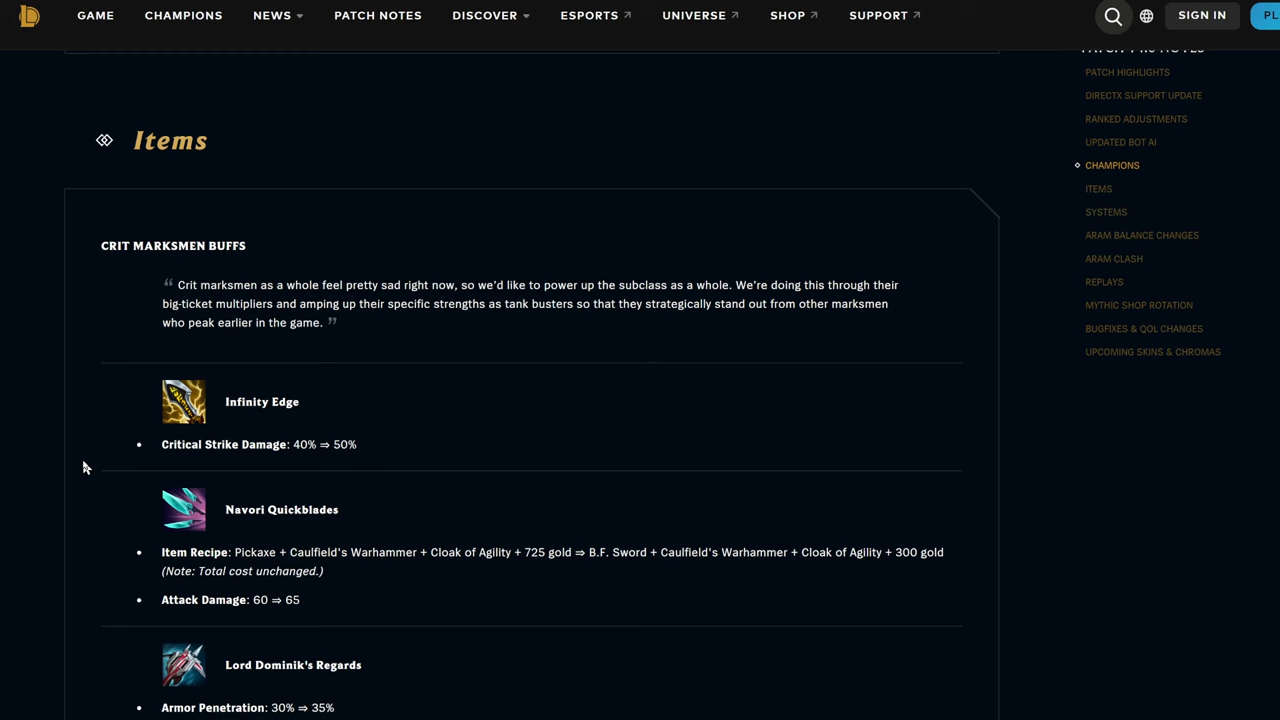 GAME CHAMPIONS NEWS PATCH NOTES DISCOVER ESPORTS UNIVERSE SHOP SUPPORT SIGN IN PL
Items
CRIT MARKSMEN BUFFS
“ Crit marksmen as a whole feel pretty sad right now, so we’d like to power up the subclass as a whole. We’re doing this through their
big-ticket multipliers and amping up their specific strengths as tank busters so that they strategically stand out from other marksmen
who peak earlier in the game. ”
Infinity Edge
• Critical Strike Damage: 40% ⇒ 50%
Navori Quickblades
• Item Recipe: Pickaxe + Caulfield's Warhammer + Cloak of Agility + 725 gold ⇒ B.F. Sword + Caulfield's Warhammer + Cloak of Agility + 300 gold
(Note: Total cost unchanged.)
• Attack Damage: 60 ⇒ 65
Lord Dominik's Regards
Armor Penetration: 30% ⇒ 35%
PATCH HIGHLIGHTS
DIRECTX SUPPORT UPDATE
RANKED ADJUSTMENTS
UPDATED BOT AI
CHAMPIONS
ITEMS
SYSTEMS
ARAM BALANCE CHANGES
ARAM CLASH
REPLAYS
MYTHIC SHOP ROTATION
BUGFIXES & QOL CHANGES
UPCOMING SKINS & CHROMAS